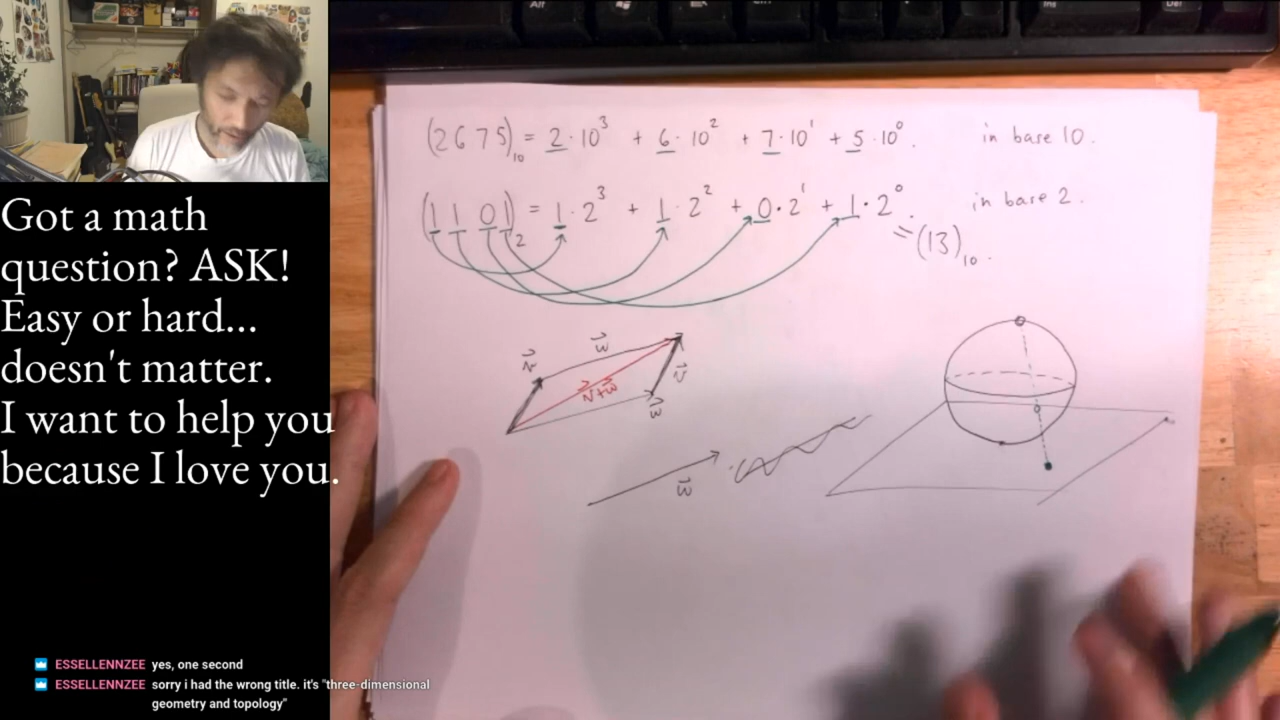 Got a math
question? ASK!
Easy or hard...
doesn't matter.
I want to help you
because I love you.
ESSELLENNZEE yes, one second
ESSELLENNZEE sorry i had the wrong title. it's "three-dimensional
geometry and topology"
Alt
Ins
Del
(2675)₁₀ = 2·10³ + 6·10² + 7·10¹ + 5·10⁰. in base 10.
(1101)₂ = 1·2³ + 1·2² + 0·2¹ + 1·2⁰. in base 2.
= (13)₁₀.
v⃗ w⃗
v⃗+w⃗ v⃗
w⃗
w⃗